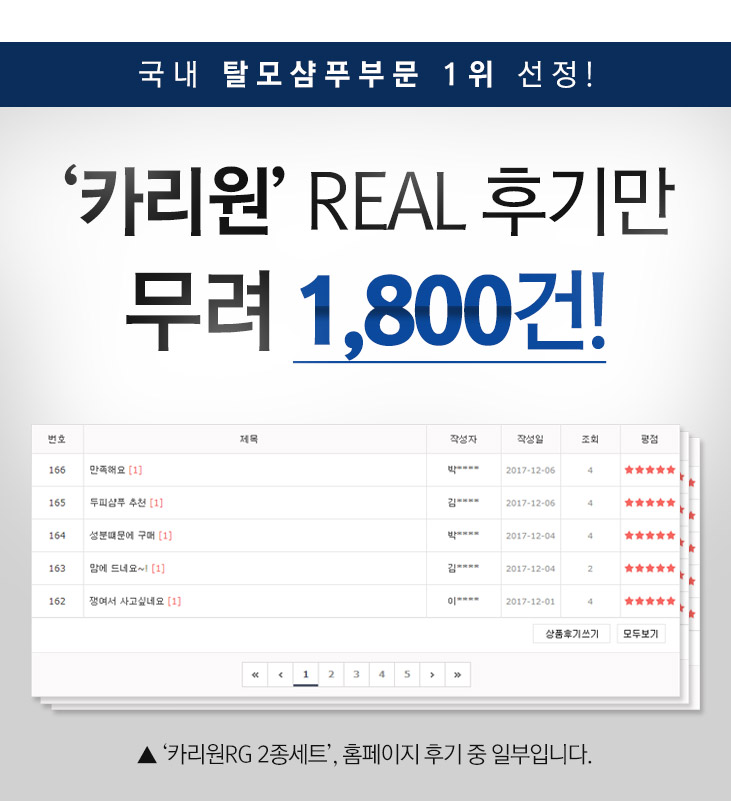 국내 탈모샴푸부문 1위 선정!
‘카리원’ REAL 후기만
무려 1,800건!
번호 제목 작성자 작성일 조회 평점
166 만족해요 [1] 박**** 2017-12-06 4 ★★★★★
165 두피샴푸 추천 [1] 김**** 2017-12-06 4 ★★★★★
164 성분때문에 구매 [1] 박**** 2017-12-04 4 ★★★★★
163 맘에 드네요~! [1] 김**** 2017-12-04 2 ★★★★★
162 쟁여서 사고싶네요 [1] 이**** 2017-12-01 4 ★★★★★
상품후기쓰기 모두보기
« ‹ 1 2 3 4 5 › »
▲ ‘카리원RG 2종세트’, 홈페이지 후기 중 일부입니다.